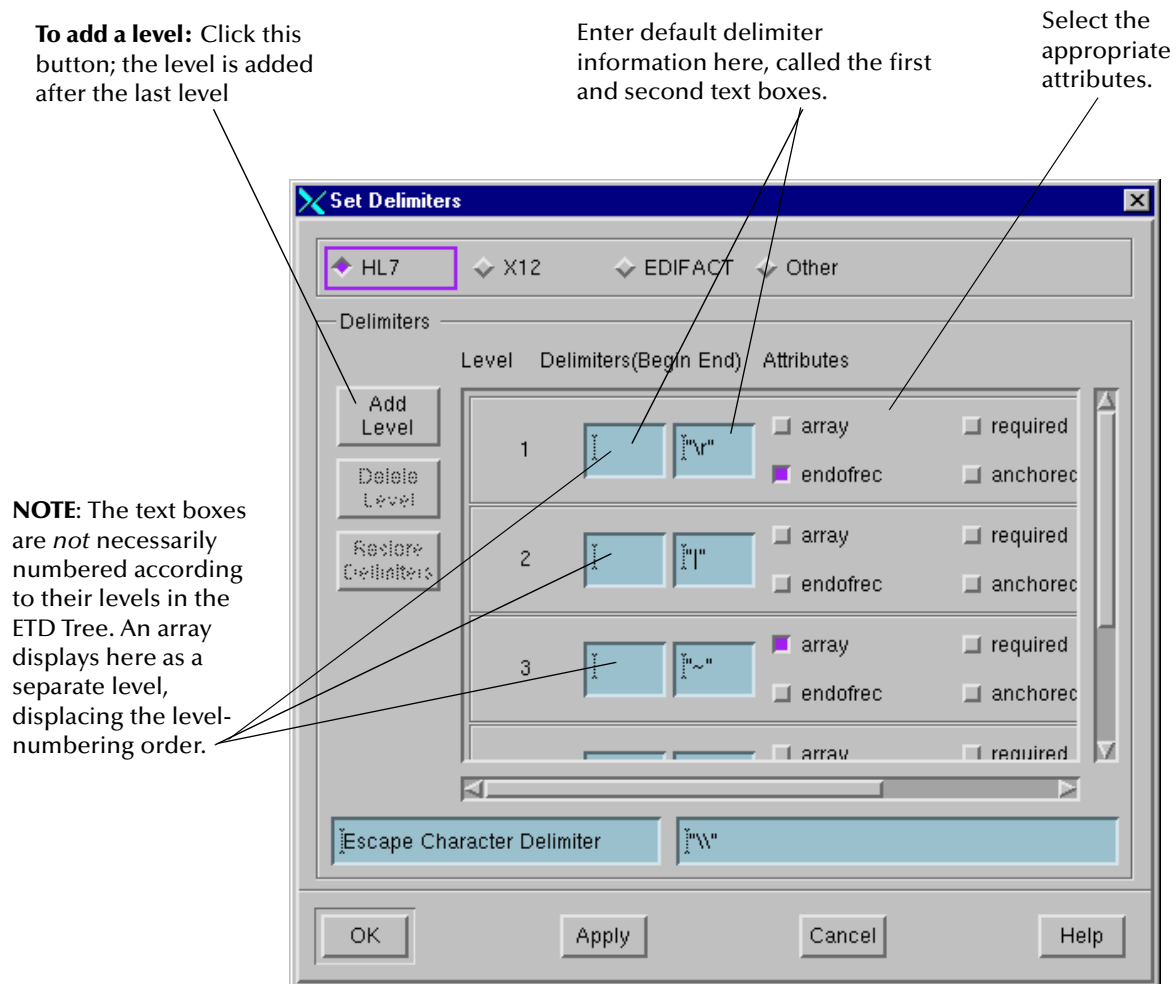 To add a level: Click this
button; the level is added
after the last level
Enter default delimiter
information here, called the first
and second text boxes.
Select the
appropriate
attributes.
Set Delimiters
HL7 X12 EDIFACT Other
Delimiters
Level Delimiters(Begin End) Attributes
Add
Level
Delete
Level
Restore
Delimiters
1 "\r" array required
endofrec anchorec
2 "|" array required
endofrec anchorec
3 "~" array required
endofrec anchorec
array required
NOTE: The text boxes
are not necessarily
numbered according
to their levels in the
ETD Tree. An array
displays here as a
separate level,
displacing the level-
numbering order.
Escape Character Delimiter "\\"
OK Apply Cancel Help